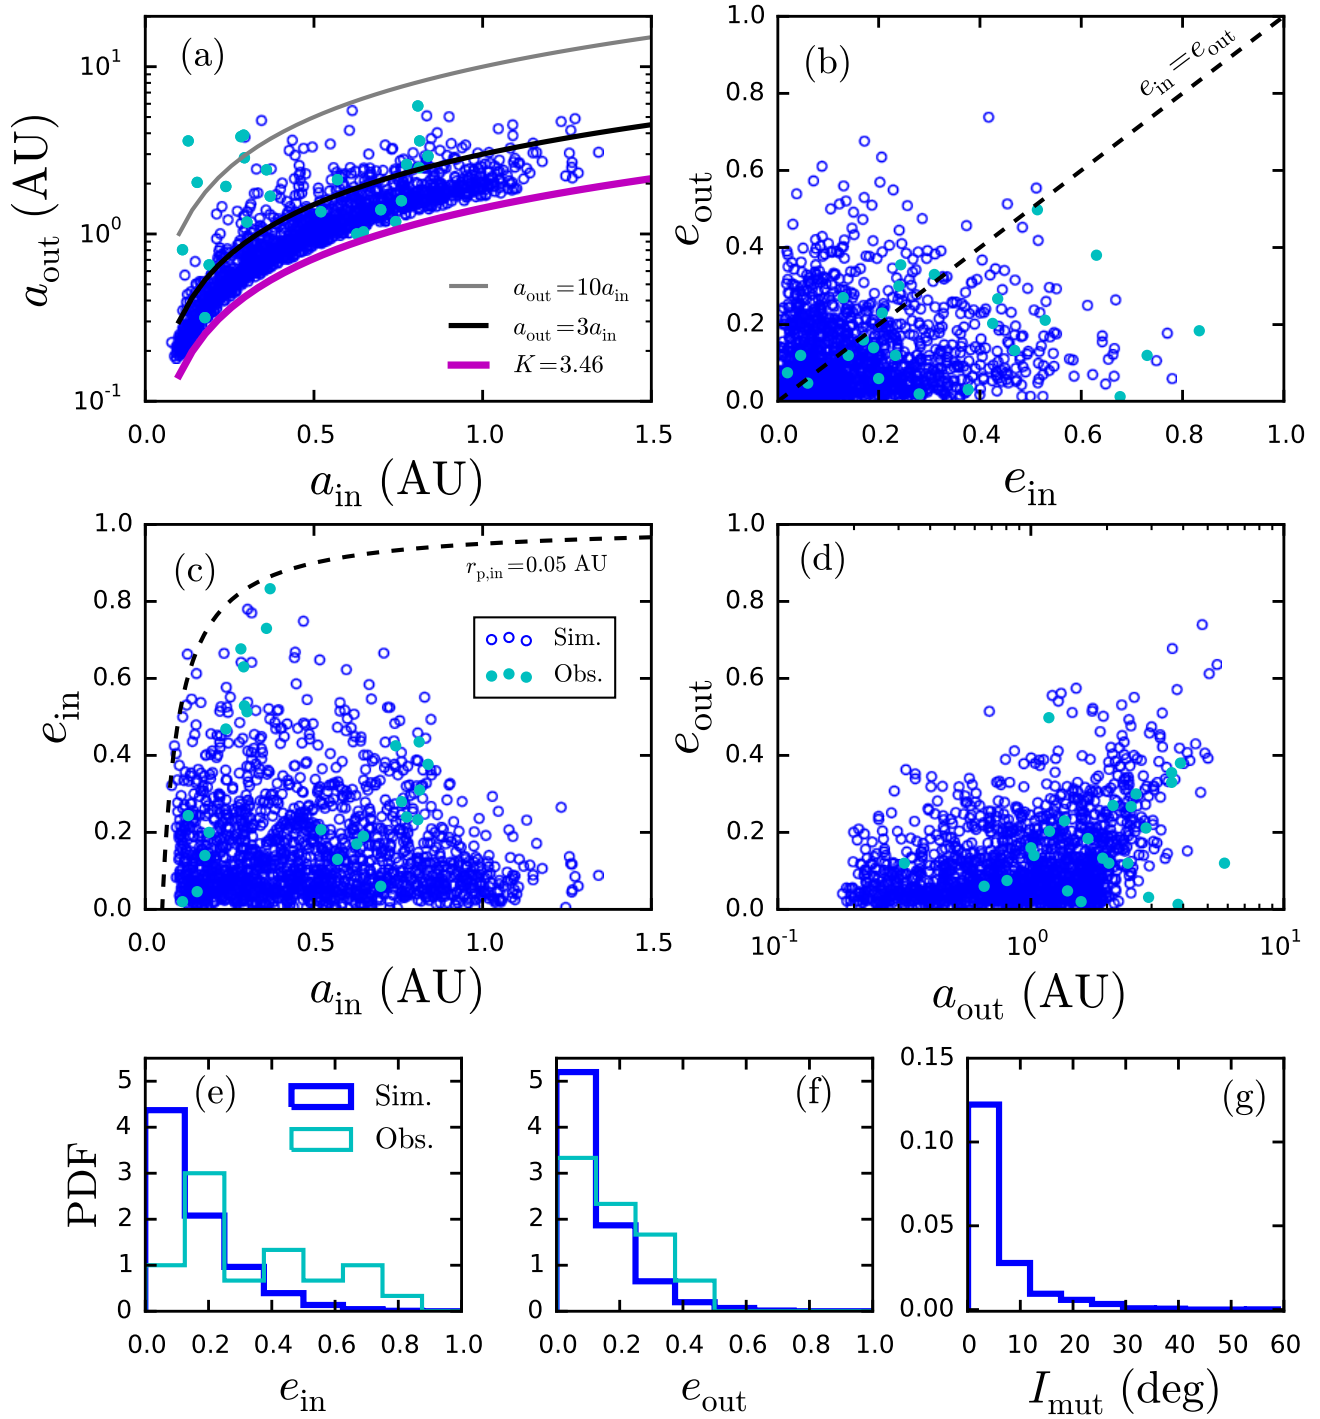 (a)
10¹
10⁰
10⁻¹
a_out (AU)
a_out=10a_in
a_out=3a_in
K=3.46
0.0 0.5 1.0 1.5
a_in (AU)
(b)
e_in=e_out
1.0
0.8
0.6
0.4
0.2
0.0
e_out
0.0 0.2 0.4 0.6 0.8 1.0
e_in
(c)
r_p,in=0.05 AU
Sim.
Obs.
1.0
0.8
0.6
0.4
0.2
0.0
e_in
0.0 0.5 1.0 1.5
a_in (AU)
(d)
1.0
0.8
0.6
0.4
0.2
0.0
e_out
10⁻¹ 10⁰ 10¹
a_out (AU)
(e)
Sim.
Obs.
5
4
3
2
1
0
PDF
0.0 0.2 0.4 0.6 0.8 1.0
e_in
(f)
5
4
3
2
1
0
0.0 0.2 0.4 0.6 0.8 1.0
e_out
(g)
0.15
0.10
0.05
0.00
0 10 20 30 40 50 60
I_mut (deg)